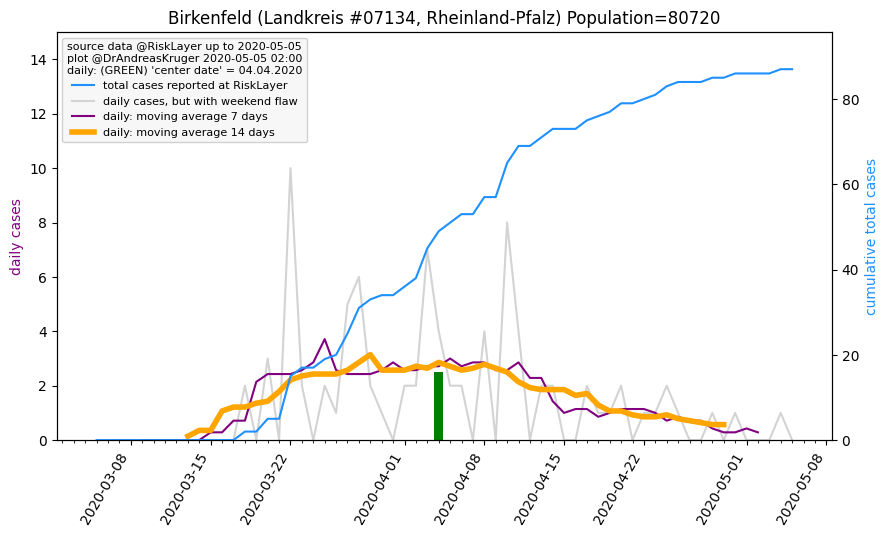 Birkenfeld (Landkreis #07134, Rheinland-Pfalz) Population=80720
source data @RiskLayer up to 2020-05-05
plot @DrAndreasKruger 2020-05-05 02:00
daily: (GREEN) 'center date' = 04.04.2020
total cases reported at RiskLayer
daily cases, but with weekend flaw
daily: moving average 7 days
daily: moving average 14 days
daily cases
14
12
10
8
6
4
2
0
cumulative total cases
80
60
40
20
0
2020-03-08
2020-03-15
2020-03-22
2020-04-01
2020-04-08
2020-04-15
2020-04-22
2020-05-01
2020-05-08